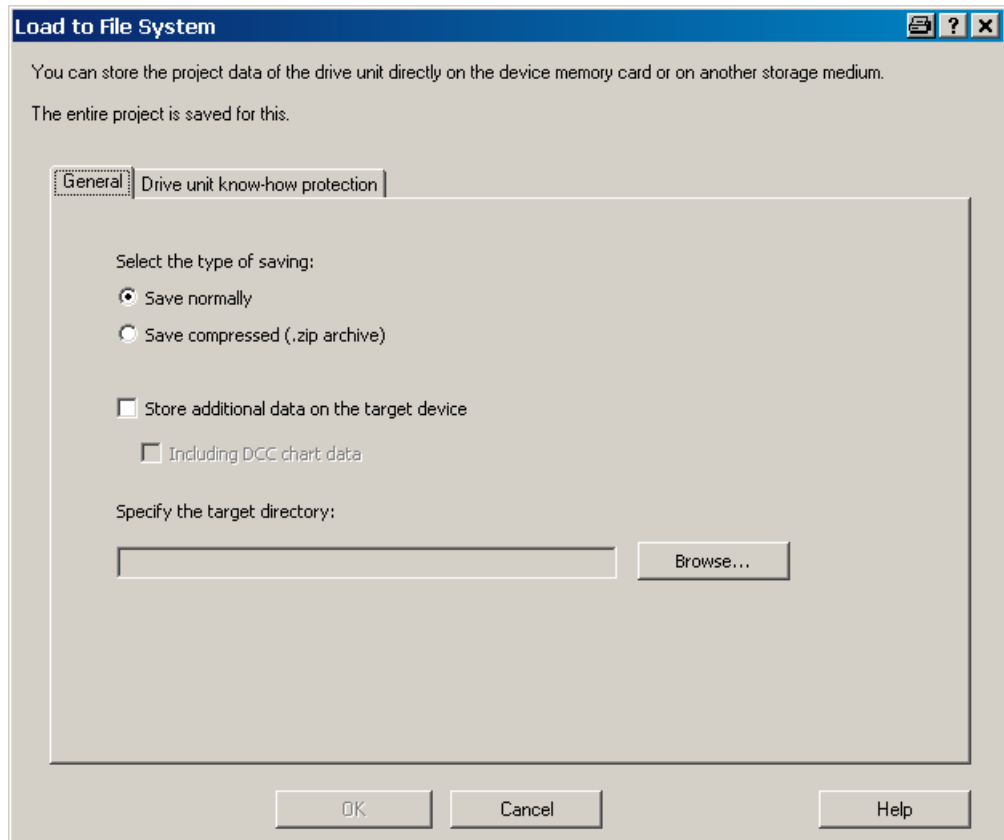 Load to File System
?
You can store the project data of the drive unit directly on the device memory card or on another storage medium.
The entire project is saved for this.
General
Drive unit know-how protection
Select the type of saving:
Save normally
Save compressed (.zip archive)
Store additional data on the target device
Including DCC chart data
Specify the target directory:
Browse...
OK
Cancel
Help